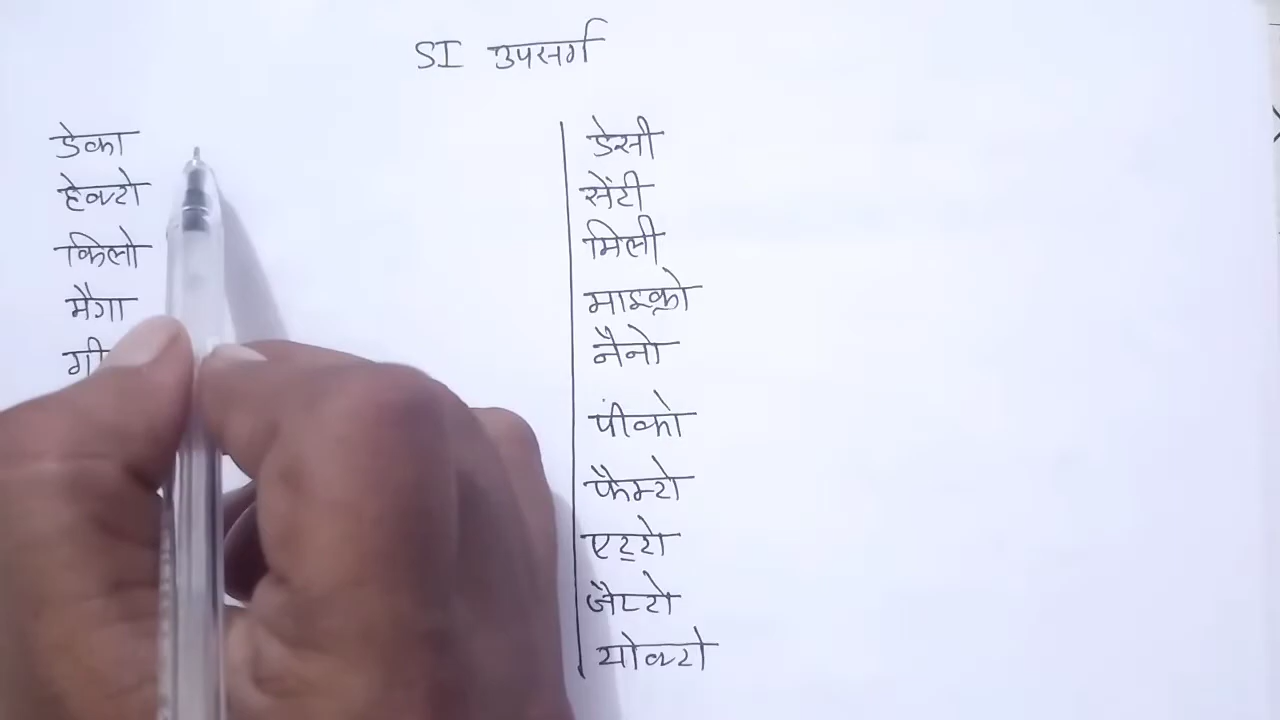 SI उपसर्ग
डेका
हेक्टो
किलो
मैगा
डेसी
सेंटी
मिली
माइक्रो
नैनो
पीको
फैम्टो
एट्टो
जैप्टो
योक्टो